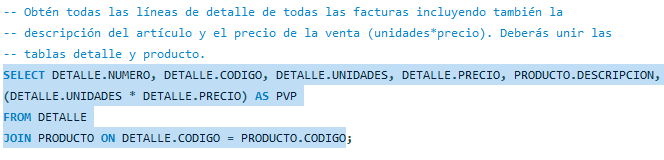 -- Obtén todas las líneas de detalle de todas las facturas incluyendo también la
-- descripción del artículo y el precio de la venta (unidades*precio). Deberás unir las
-- tablas detalle y producto.
SELECT DETALLE.NUMERO, DETALLE.CODIGO, DETALLE.UNIDADES, DETALLE.PRECIO, PRODUCTO.DESCRIPCION,
(DETALLE.UNIDADES * DETALLE.PRECIO) AS PVP
FROM DETALLE
JOIN PRODUCTO ON DETALLE.CODIGO = PRODUCTO.CODIGO;